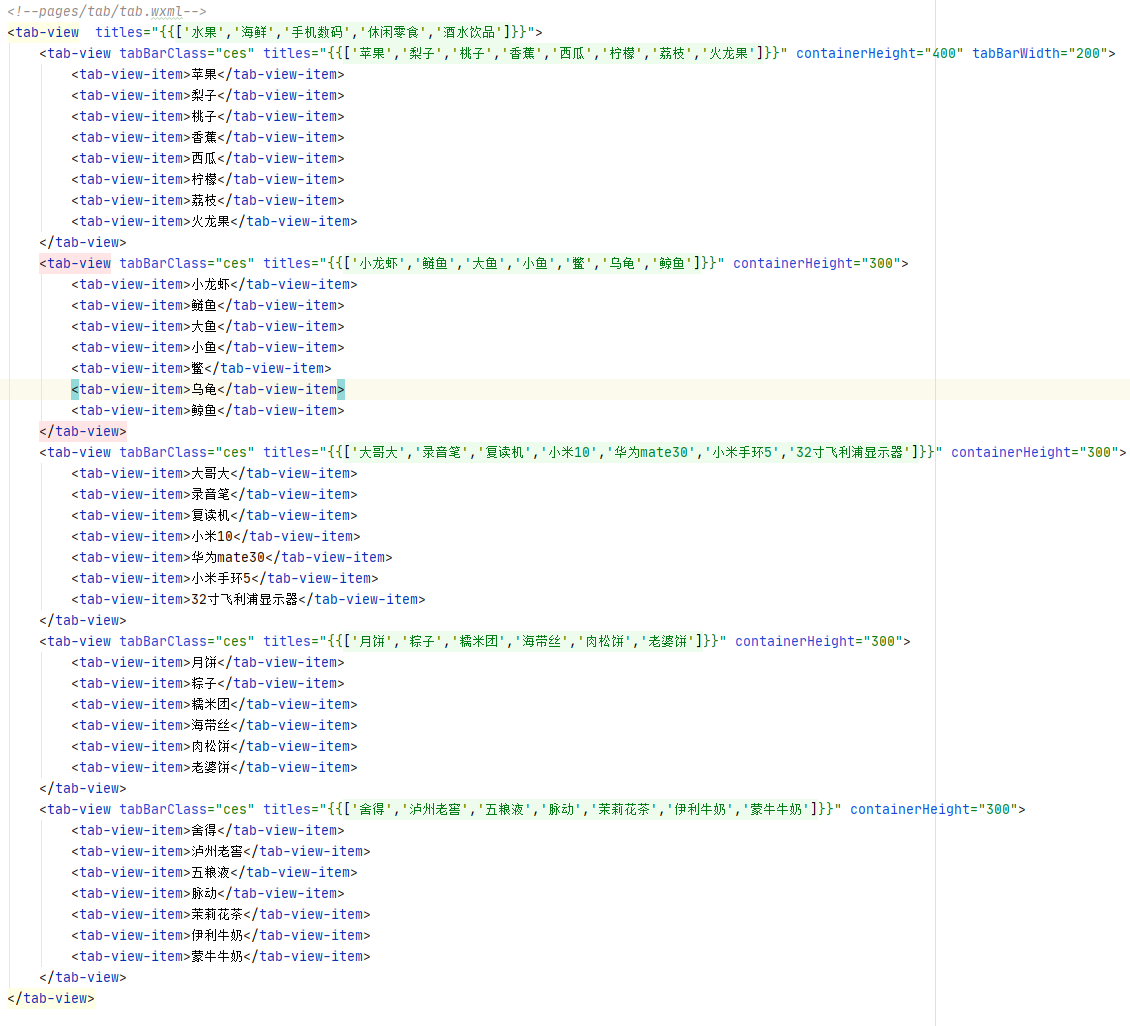 <!--pages/tab/tab.wxml-->
<tab-view  titles="{{['水果','海鲜','手机数码','休闲零食','酒水饮品']}}">
    <tab-view tabBarClass="ces" titles="{{['苹果','梨子','桃子','香蕉','西瓜','柠檬','荔枝','火龙果']}}" containerHeight="400" tabBarWidth="200">
        <tab-view-item>苹果</tab-view-item>
        <tab-view-item>梨子</tab-view-item>
        <tab-view-item>桃子</tab-view-item>
        <tab-view-item>香蕉</tab-view-item>
        <tab-view-item>西瓜</tab-view-item>
        <tab-view-item>柠檬</tab-view-item>
        <tab-view-item>荔枝</tab-view-item>
        <tab-view-item>火龙果</tab-view-item>
    </tab-view>
    <tab-view tabBarClass="ces" titles="{{['小龙虾','鲢鱼','大鱼','小鱼','鳖','乌龟','鲸鱼']}}" containerHeight="300">
        <tab-view-item>小龙虾</tab-view-item>
        <tab-view-item>鲢鱼</tab-view-item>
        <tab-view-item>大鱼</tab-view-item>
        <tab-view-item>小鱼</tab-view-item>
        <tab-view-item>鳖</tab-view-item>
        <tab-view-item>乌龟</tab-view-item>
        <tab-view-item>鲸鱼</tab-view-item>
    </tab-view>
    <tab-view tabBarClass="ces" titles="{{['大哥大','录音笔','复读机','小米10','华为mate30','小米手环5','32寸飞利浦显示器']}}" containerHeight="300">
        <tab-view-item>大哥大</tab-view-item>
        <tab-view-item>录音笔</tab-view-item>
        <tab-view-item>复读机</tab-view-item>
        <tab-view-item>小米10</tab-view-item>
        <tab-view-item>华为mate30</tab-view-item>
        <tab-view-item>小米手环5</tab-view-item>
        <tab-view-item>32寸飞利浦显示器</tab-view-item>
    </tab-view>
    <tab-view tabBarClass="ces" titles="{{['月饼','粽子','糯米团','海带丝','肉松饼','老婆饼']}}" containerHeight="300">
        <tab-view-item>月饼</tab-view-item>
        <tab-view-item>粽子</tab-view-item>
        <tab-view-item>糯米团</tab-view-item>
        <tab-view-item>海带丝</tab-view-item>
        <tab-view-item>肉松饼</tab-view-item>
        <tab-view-item>老婆饼</tab-view-item>
    </tab-view>
    <tab-view tabBarClass="ces" titles="{{['舍得','泸州老窖','五粮液','脉动','茉莉花茶','伊利牛奶','蒙牛牛奶']}}" containerHeight="300">
        <tab-view-item>舍得</tab-view-item>
        <tab-view-item>泸州老窖</tab-view-item>
        <tab-view-item>五粮液</tab-view-item>
        <tab-view-item>脉动</tab-view-item>
        <tab-view-item>茉莉花茶</tab-view-item>
        <tab-view-item>伊利牛奶</tab-view-item>
        <tab-view-item>蒙牛牛奶</tab-view-item>
    </tab-view>
</tab-view>